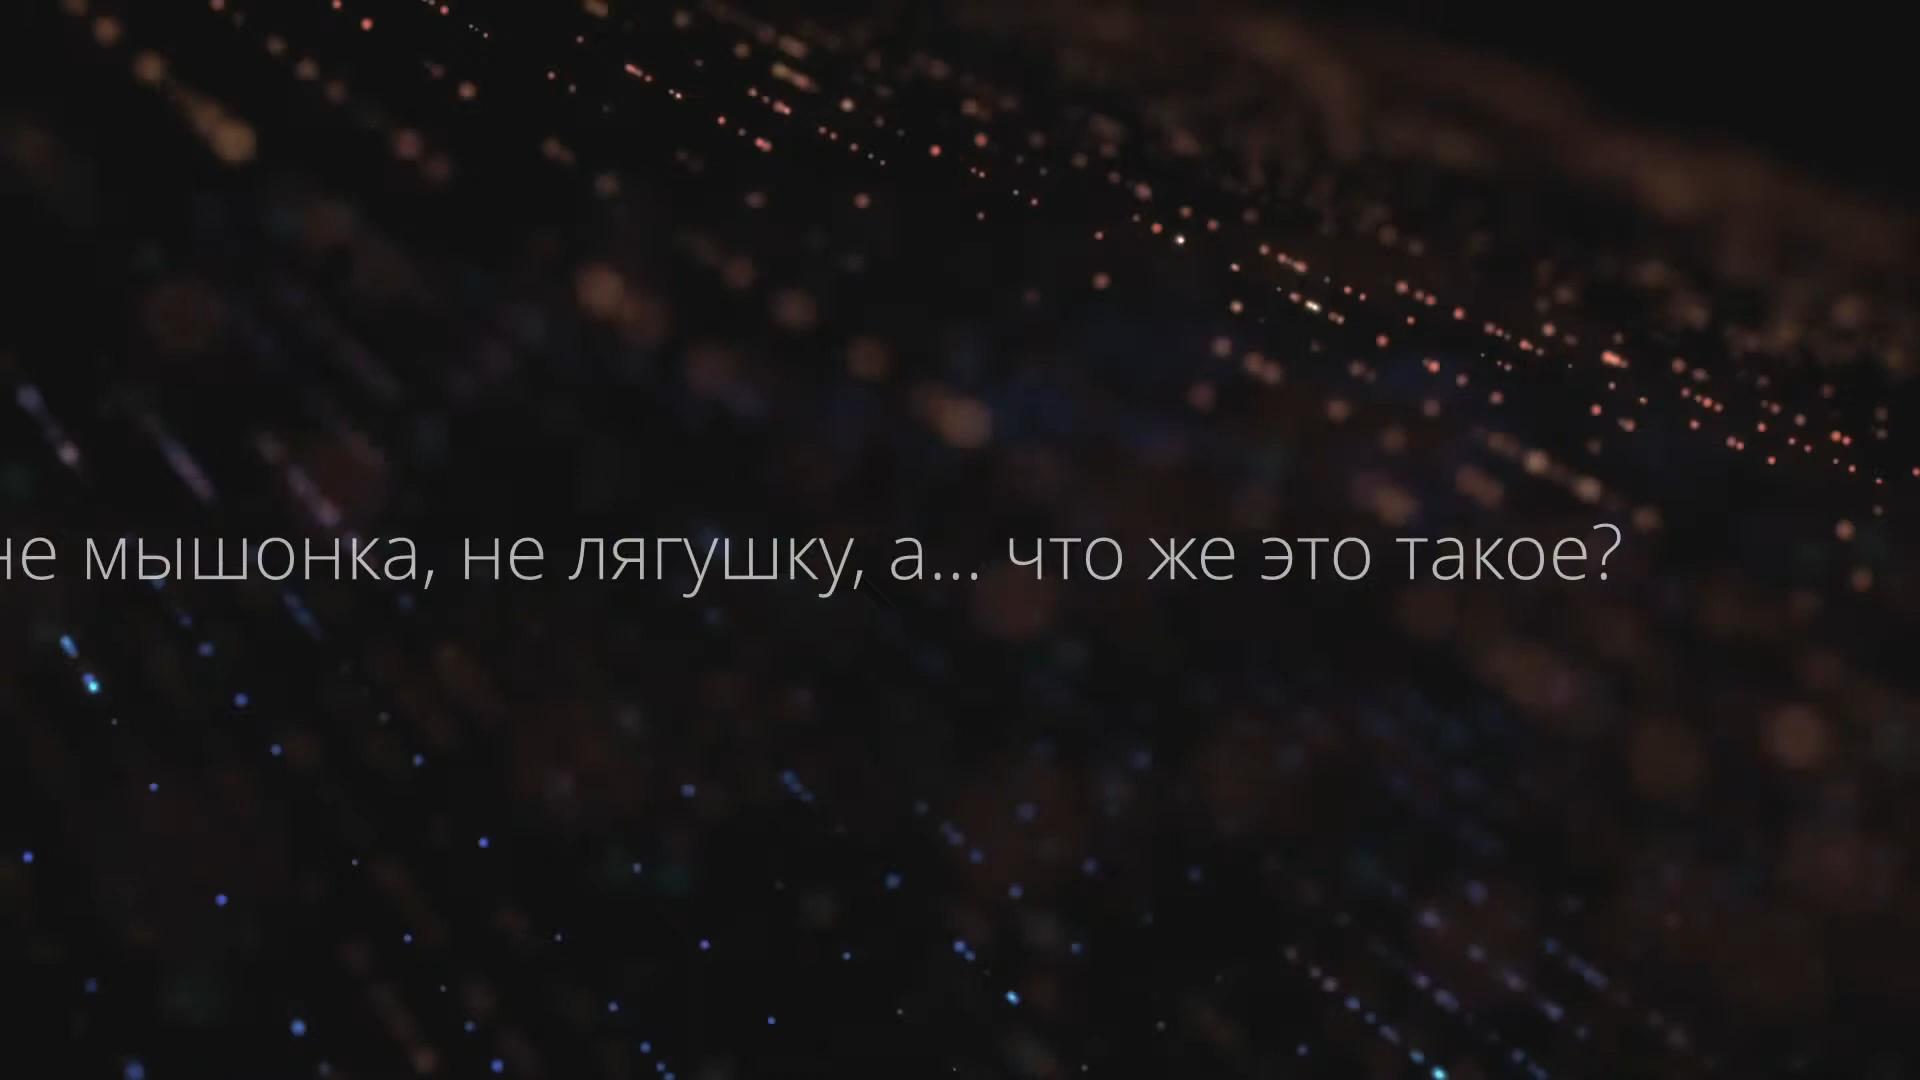 не мышонка, не лягушку, а... что же это такое?